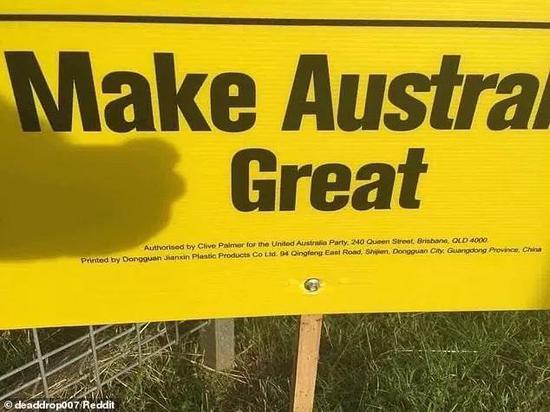 Make Austral
Great
Authorised by Clive Palmer for the United Australia Party, 240 Queen Street, Brisbane, QLD 4000.
Printed by Dongguan Jianxin Plastic Products Co Ltd. 94 Qingfeng East Road, Shijien, Dongguan City, Guangdong Province, China
© deaddrop007/Reddit